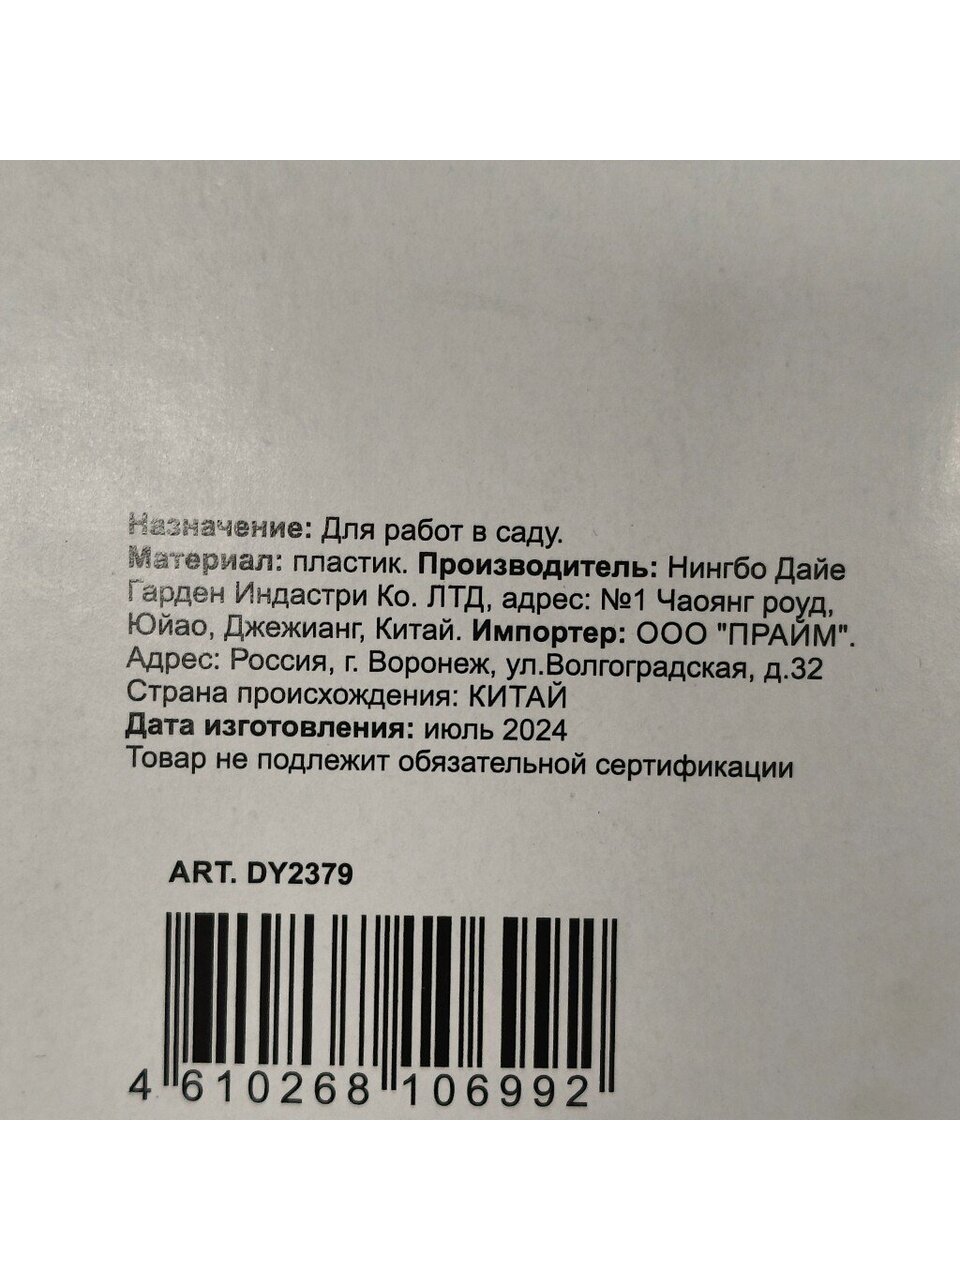 Назначение: Для работ в саду.
Материал: пластик. Производитель: Нингбо Дайе
Гарден Индастри Ко. ЛТД, адрес: №1 Чаоянг роуд,
Юйао, Джежианг, Китай. Импортер: ООО "ПРАЙМ".
Адрес: Россия, г. Воронеж, ул.Волгоградская, д.32
Страна происхождения: КИТАЙ
Дата изготовления: июль 2024
Товар не подлежит обязательной сертификации
ART. DY2379
4 610268 106992